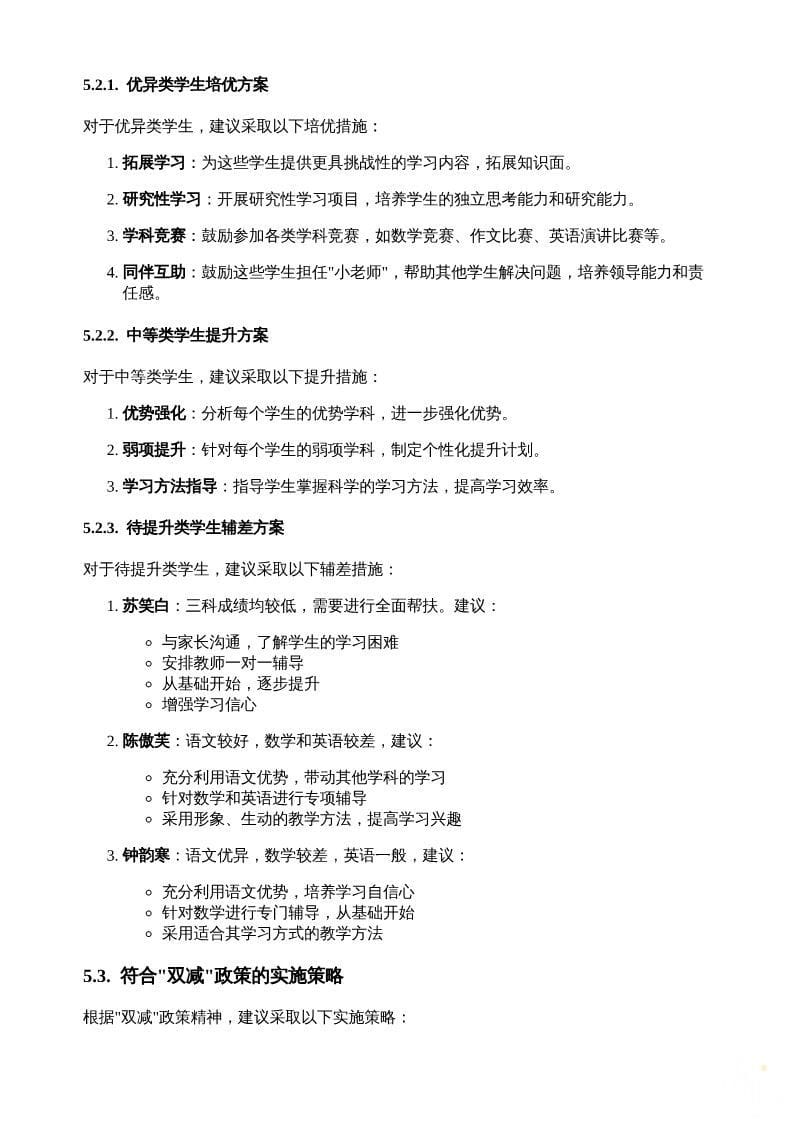 5.2.1. 优异类学生培优方案
对于优异类学生，建议采取以下培优措施：
1. 拓展学习：为这些学生提供更具挑战性的学习内容，拓展知识面。
2. 研究性学习：开展研究性学习项目，培养学生的独立思考能力和研究能力。
3. 学科竞赛：鼓励参加各类学科竞赛，如数学竞赛、作文比赛、英语演讲比赛等。
4. 同伴互助：鼓励这些学生担任"小老师"，帮助其他学生解决问题，培养领导能力和责
任感。
5.2.2. 中等类学生提升方案
对于中等类学生，建议采取以下提升措施：
1. 优势强化：分析每个学生的优势学科，进一步强化优势。
2. 弱项提升：针对每个学生的弱项学科，制定个性化提升计划。
3. 学习方法指导：指导学生掌握科学的学习方法，提高学习效率。
5.2.3. 待提升类学生辅差方案
对于待提升类学生，建议采取以下辅差措施：
1. 苏笑白：三科成绩均较低，需要进行全面帮扶。建议：
◦ 与家长沟通，了解学生的学习困难
◦ 安排教师一对一辅导
◦ 从基础开始，逐步提升
◦ 增强学习信心
2. 陈傲芙：语文较好，数学和英语较差，建议：
◦ 充分利用语文优势，带动其他学科的学习
◦ 针对数学和英语进行专项辅导
◦ 采用形象、生动的教学方法，提高学习兴趣
3. 钟韵寒：语文优异，数学较差，英语一般，建议：
◦ 充分利用语文优势，培养学习自信心
◦ 针对数学进行专门辅导，从基础开始
◦ 采用适合其学习方式的教学方法
5.3. 符合"双减"政策的实施策略
根据"双减"政策精神，建议采取以下实施策略：